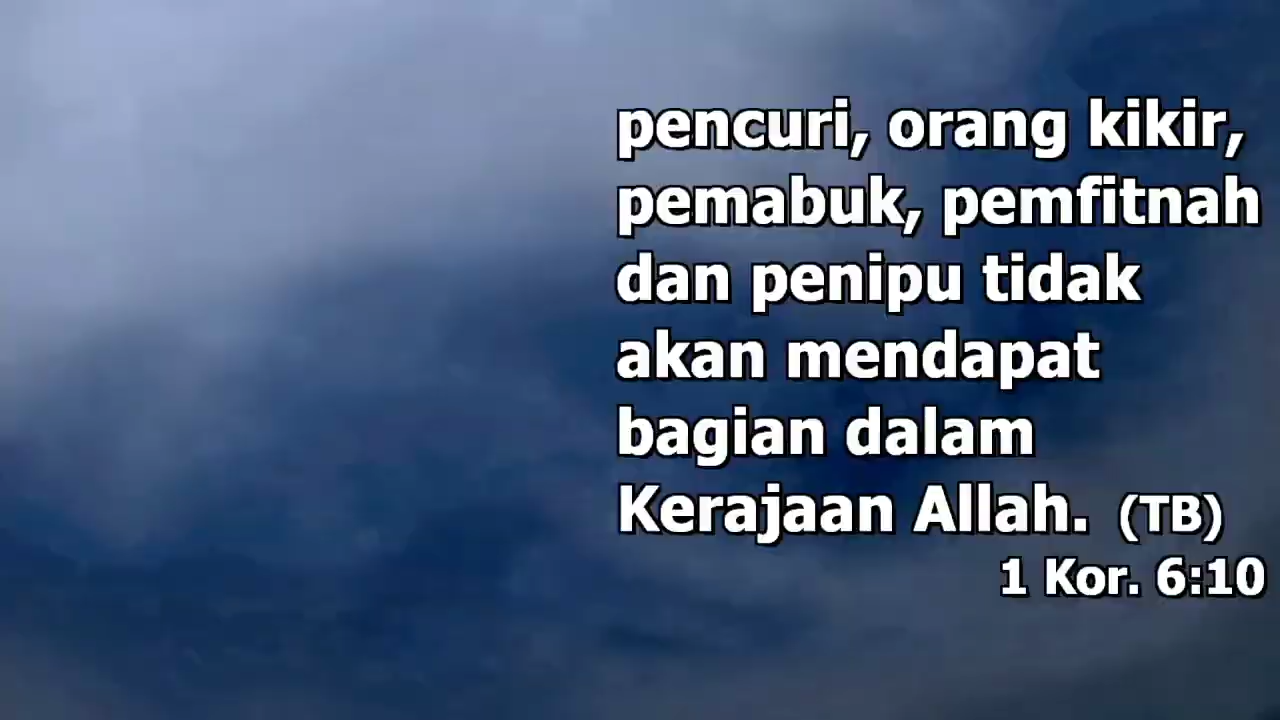 pencuri, orang kikir,
pemabuk, pemfitnah
dan penipu tidak
akan mendapat
bagian dalam
Kerajaan Allah. (TB)
1 Kor. 6:10